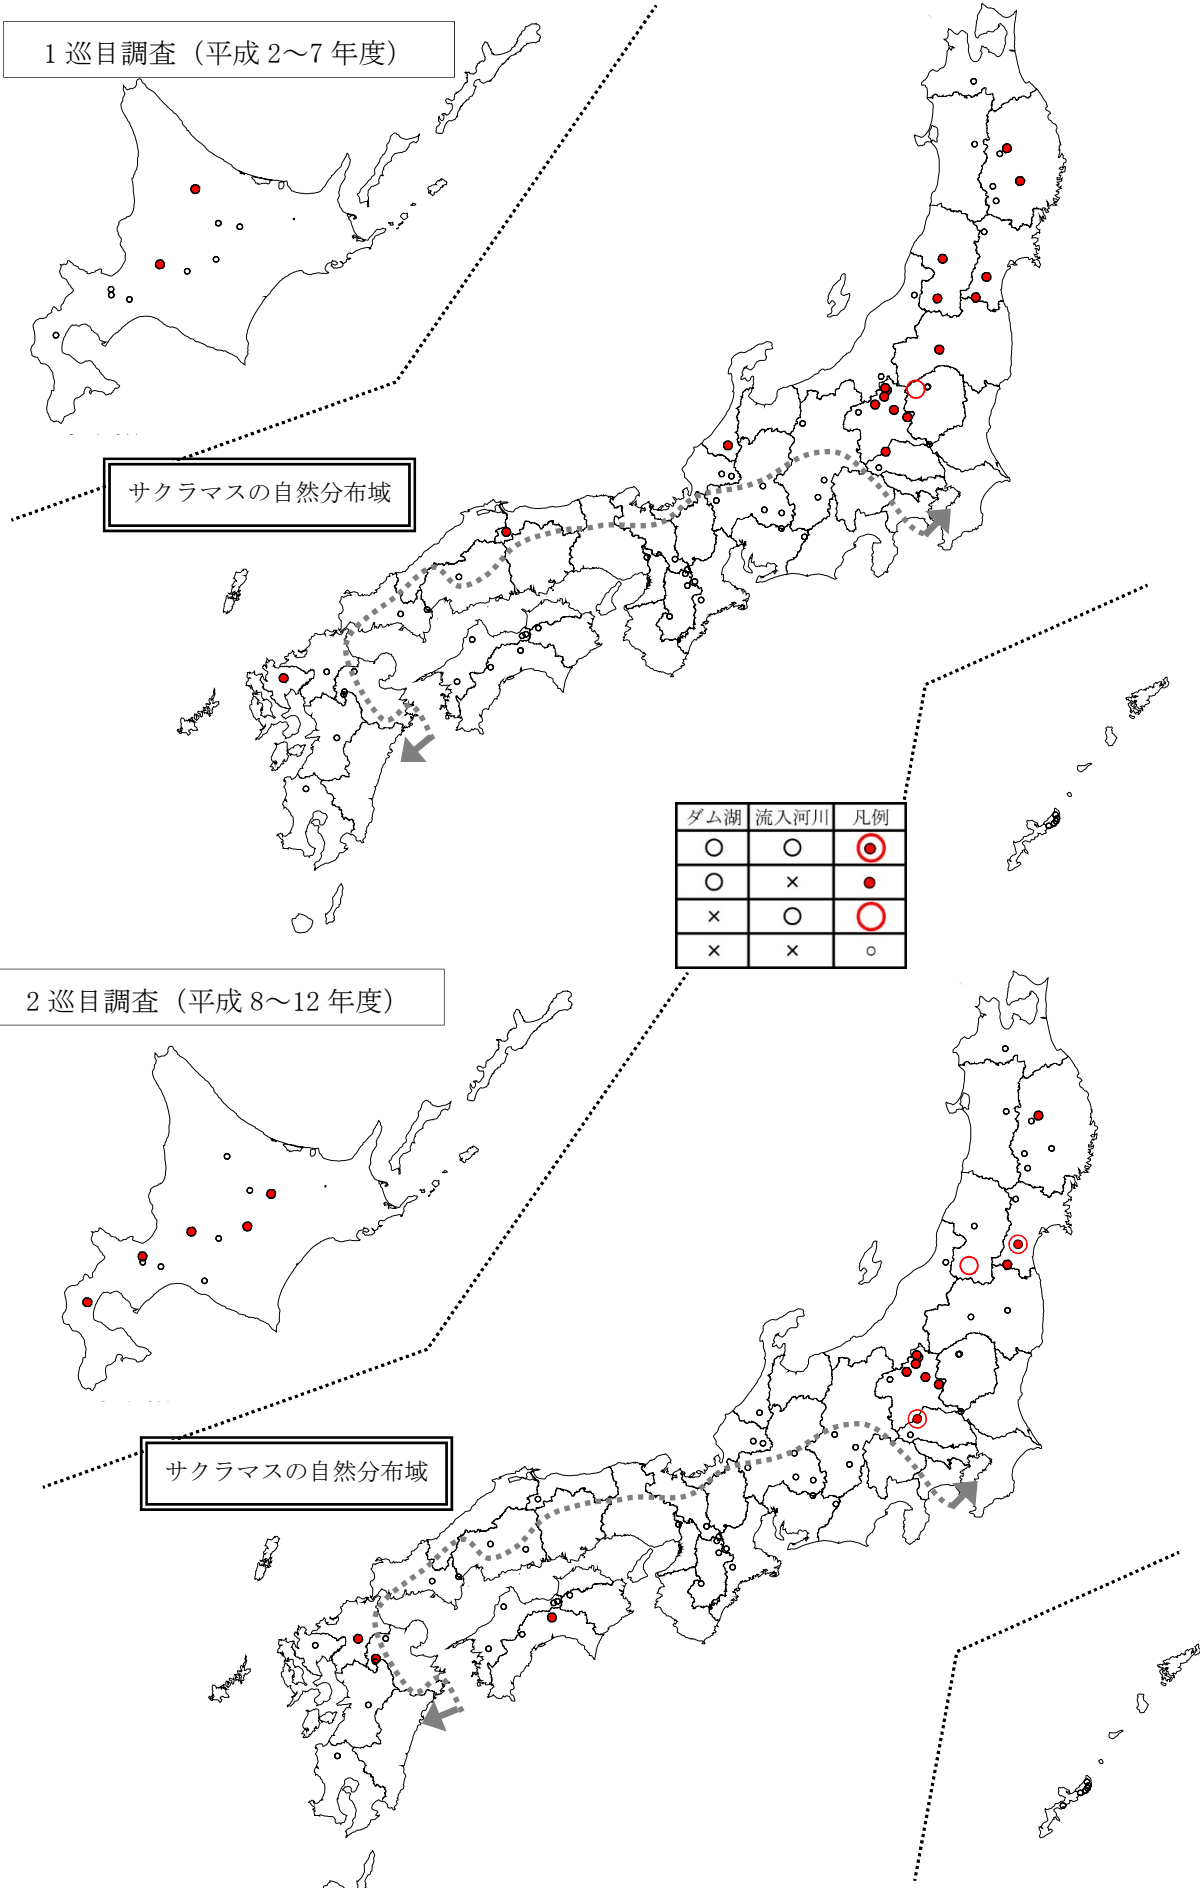 1 巡目調査（平成 2～7 年度）
サクラマスの自然分布域
ダム湖 流入河川 凡例
○ ○
○ ×
× ○
× ×
2 巡目調査（平成 8～12 年度）
サクラマスの自然分布域